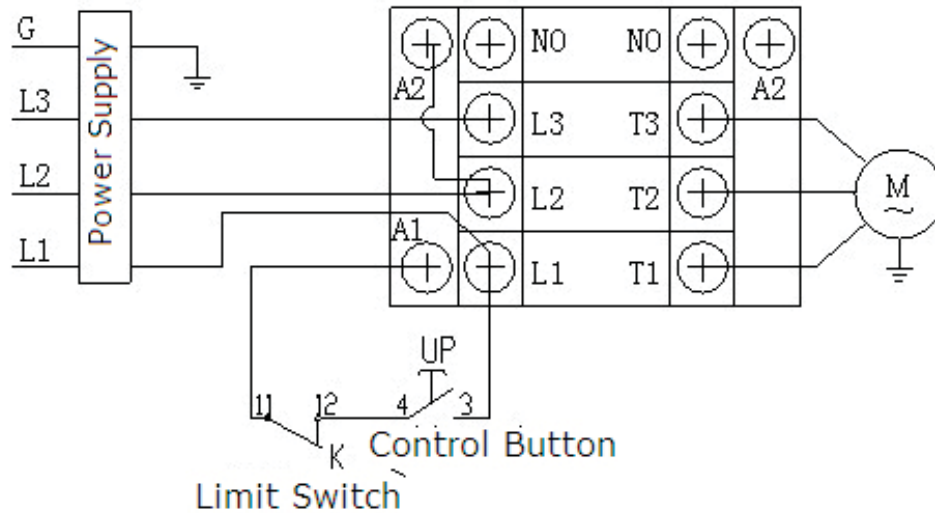 G
L3
L2
L1
Power Supply
A2
NO NO
A2
L3 T3
L2 T2
A1
L1 T1
M
~
UP
11 12 4 3
K
Control Button
Limit Switch